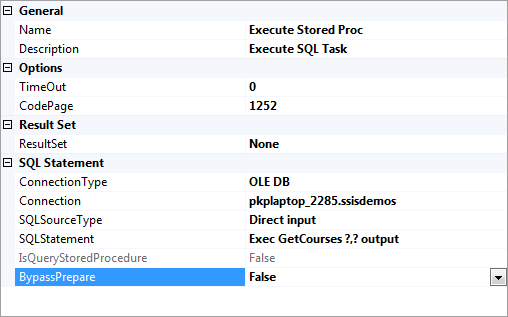 General
Name Execute Stored Proc
Description Execute SQL Task
Options
TimeOut 0
CodePage 1252
Result Set
ResultSet None
SQL Statement
ConnectionType OLE DB
Connection pkplaptop_2285.ssisdemos
SQLSourceType Direct input
SQLStatement Exec GetCourses ?,? output
IsQueryStoredProcedure False
BypassPrepare False